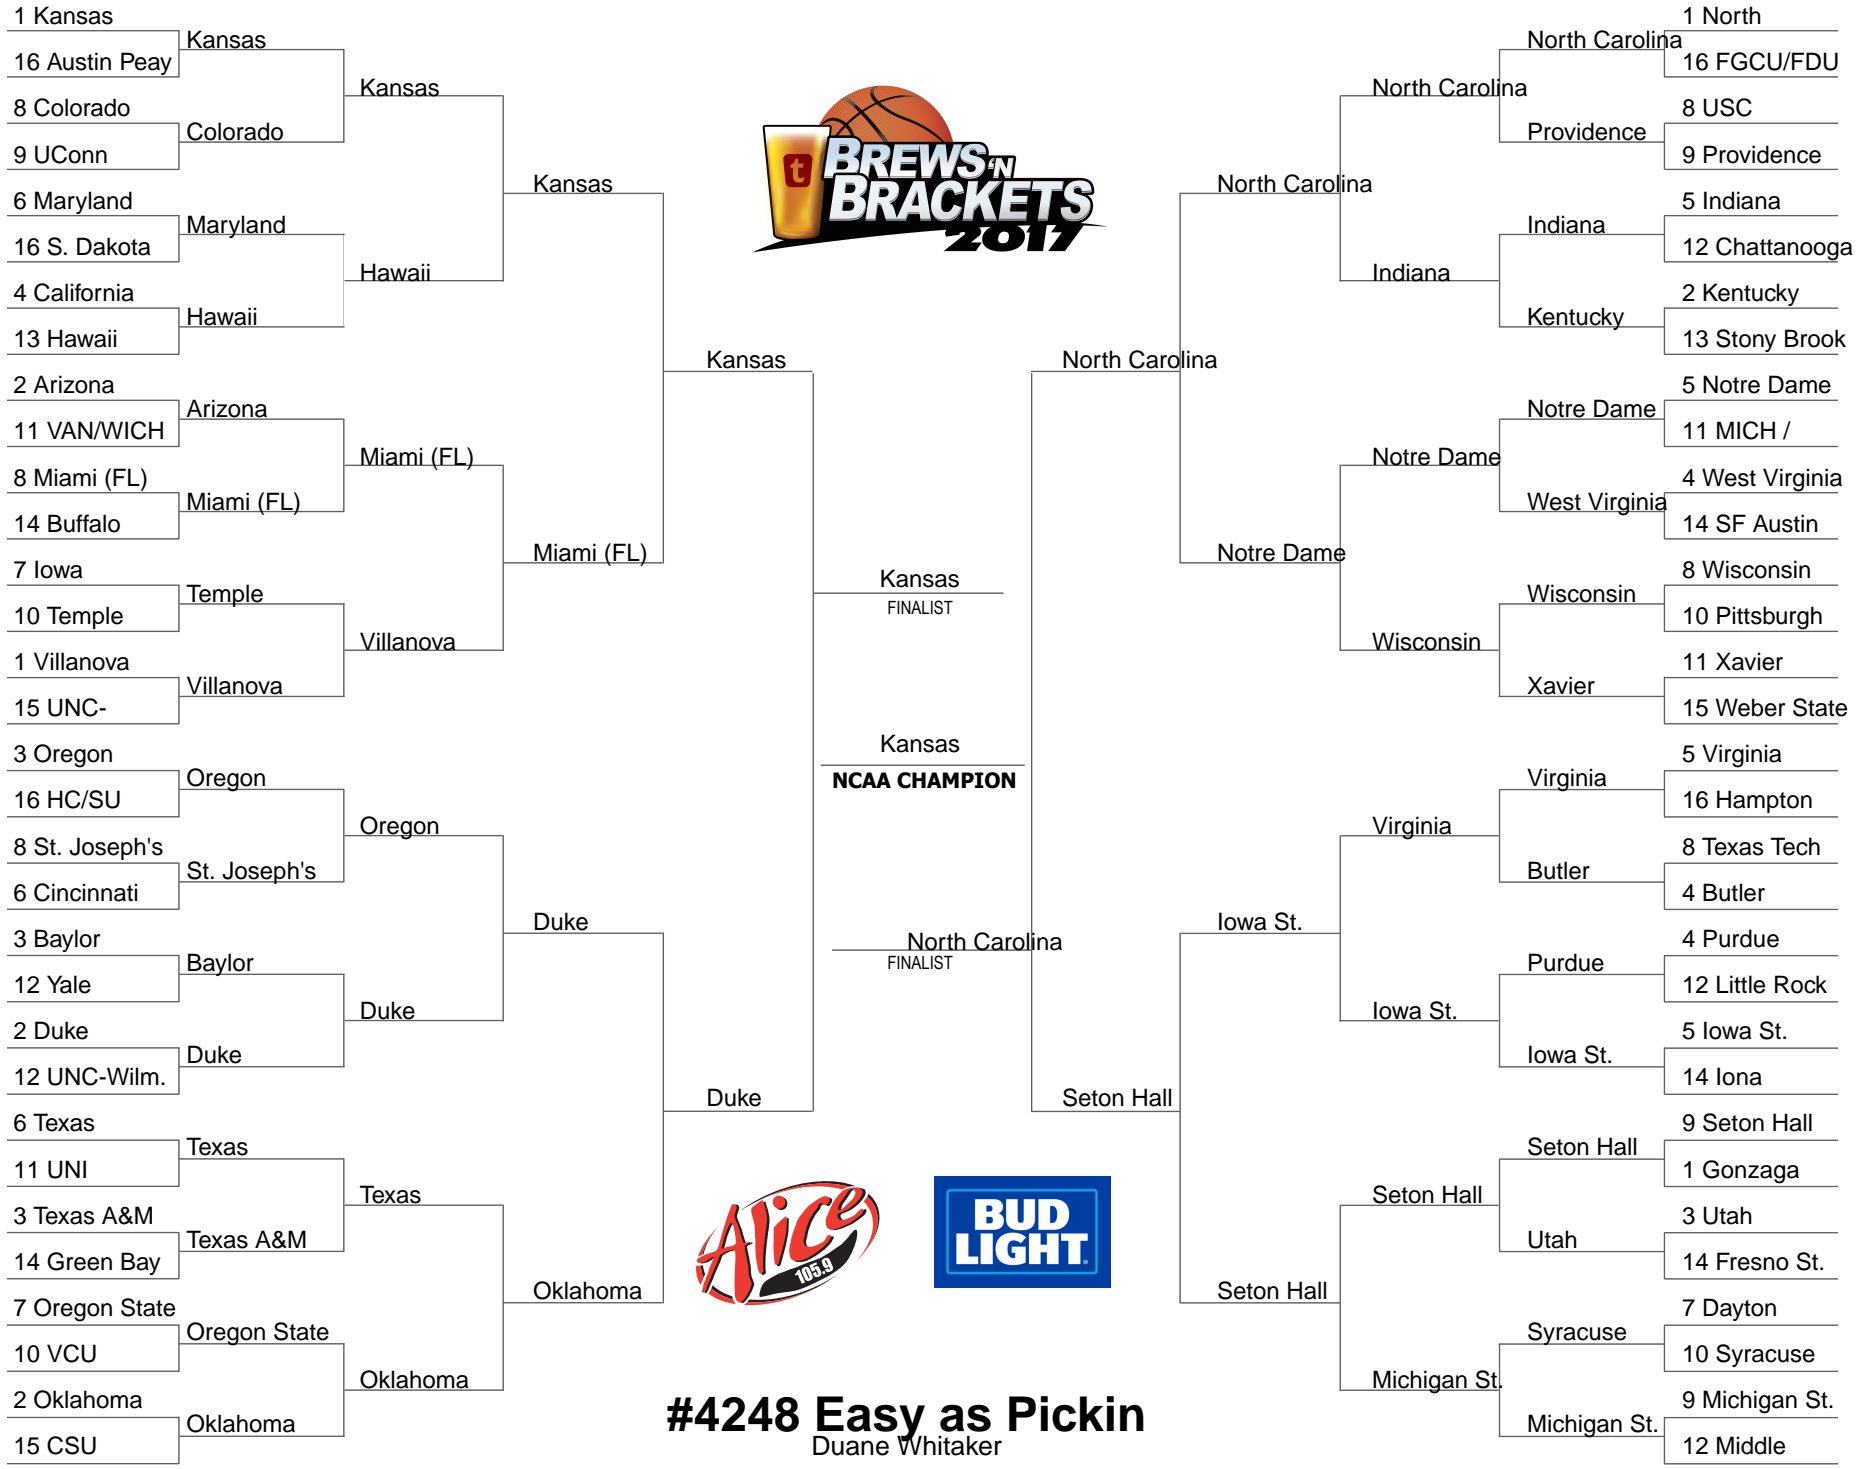 1 Kansas
16 Austin Peay
8 Colorado
9 UConn
6 Maryland
16 S. Dakota
4 California
13 Hawaii
2 Arizona
11 VAN/WICH
8 Miami (FL)
14 Buffalo
7 Iowa
10 Temple
1 Villanova
15 UNC-
3 Oregon
16 HC/SU
8 St. Joseph's
6 Cincinnati
3 Baylor
12 Yale
2 Duke
12 UNC-Wilm.
6 Texas
11 UNI
3 Texas A&M
14 Green Bay
7 Oregon State
10 VCU
2 Oklahoma
15 CSU
Kansas
Colorado
Maryland
Hawaii
Arizona
Miami (FL)
Temple
Villanova
Oregon
St. Joseph's
Baylor
Duke
Texas
Texas A&M
Oregon State
Oklahoma
Kansas
Hawaii
Miami (FL)
Villanova
Oregon
Duke
Texas
Oklahoma
Kansas
Miami (FL)
Duke
Oklahoma
Kansas
Duke
t
BREWS 'N
BRACKETS
2017
Kansas
FINALIST
Kansas
NCAA CHAMPION
North Carolina
FINALIST
Alice
105.9
BUD
LIGHT
#4248 Easy as Pickin
Duane Whitaker
North Carolina
Seton Hall
North Carolina
Notre Dame
Iowa St.
Seton Hall
North Carolina
Indiana
Notre Dame
Wisconsin
Virginia
Iowa St.
Seton Hall
Michigan St.
North Carolina
Providence
Indiana
Kentucky
Notre Dame
West Virginia
Wisconsin
Xavier
Virginia
Butler
Purdue
Iowa St.
Seton Hall
Utah
Syracuse
Michigan St.
1 North
16 FGCU/FDU
8 USC
9 Providence
5 Indiana
12 Chattanooga
2 Kentucky
13 Stony Brook
5 Notre Dame
11 MICH /
4 West Virginia
14 SF Austin
8 Wisconsin
10 Pittsburgh
11 Xavier
15 Weber State
5 Virginia
16 Hampton
8 Texas Tech
4 Butler
4 Purdue
12 Little Rock
5 Iowa St.
14 Iona
9 Seton Hall
1 Gonzaga
3 Utah
14 Fresno St.
7 Dayton
10 Syracuse
9 Michigan St.
12 Middle